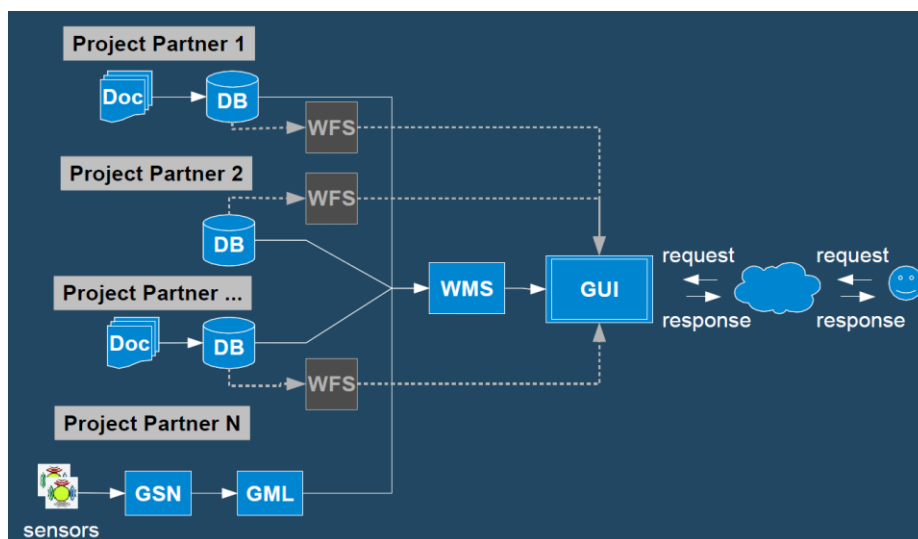 Project Partner 1
Doc
DB
WFS
Project Partner 2
WFS
DB
Project Partner ...
Doc
DB
WFS
WMS
GUI
request
request
response
response
Project Partner N
GSN
GML
sensors